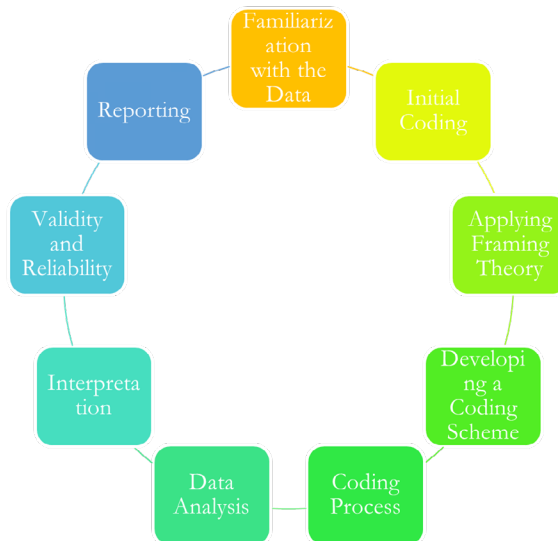 Familiariz
ation
with the
Data
Initial
Coding
Applying
Framing
Theory
Developi
ng a
Coding
Scheme
Coding
Process
Data
Analysis
Interpreta
tion
Validity
and
Reliability
Reporting